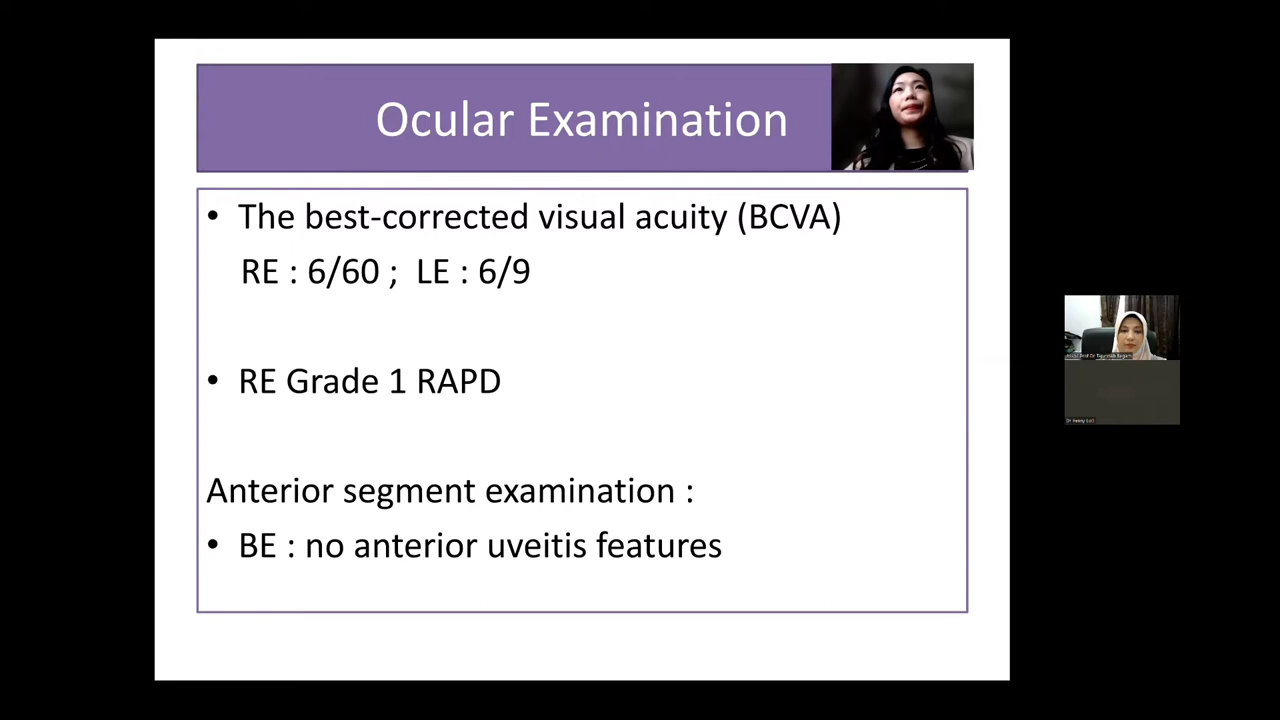 Ocular Examination
• The best-corrected visual acuity (BCVA)
RE : 6/60 ; LE : 6/9
• RE Grade 1 RAPD
Anterior segment examination :
• BE : no anterior uveitis features